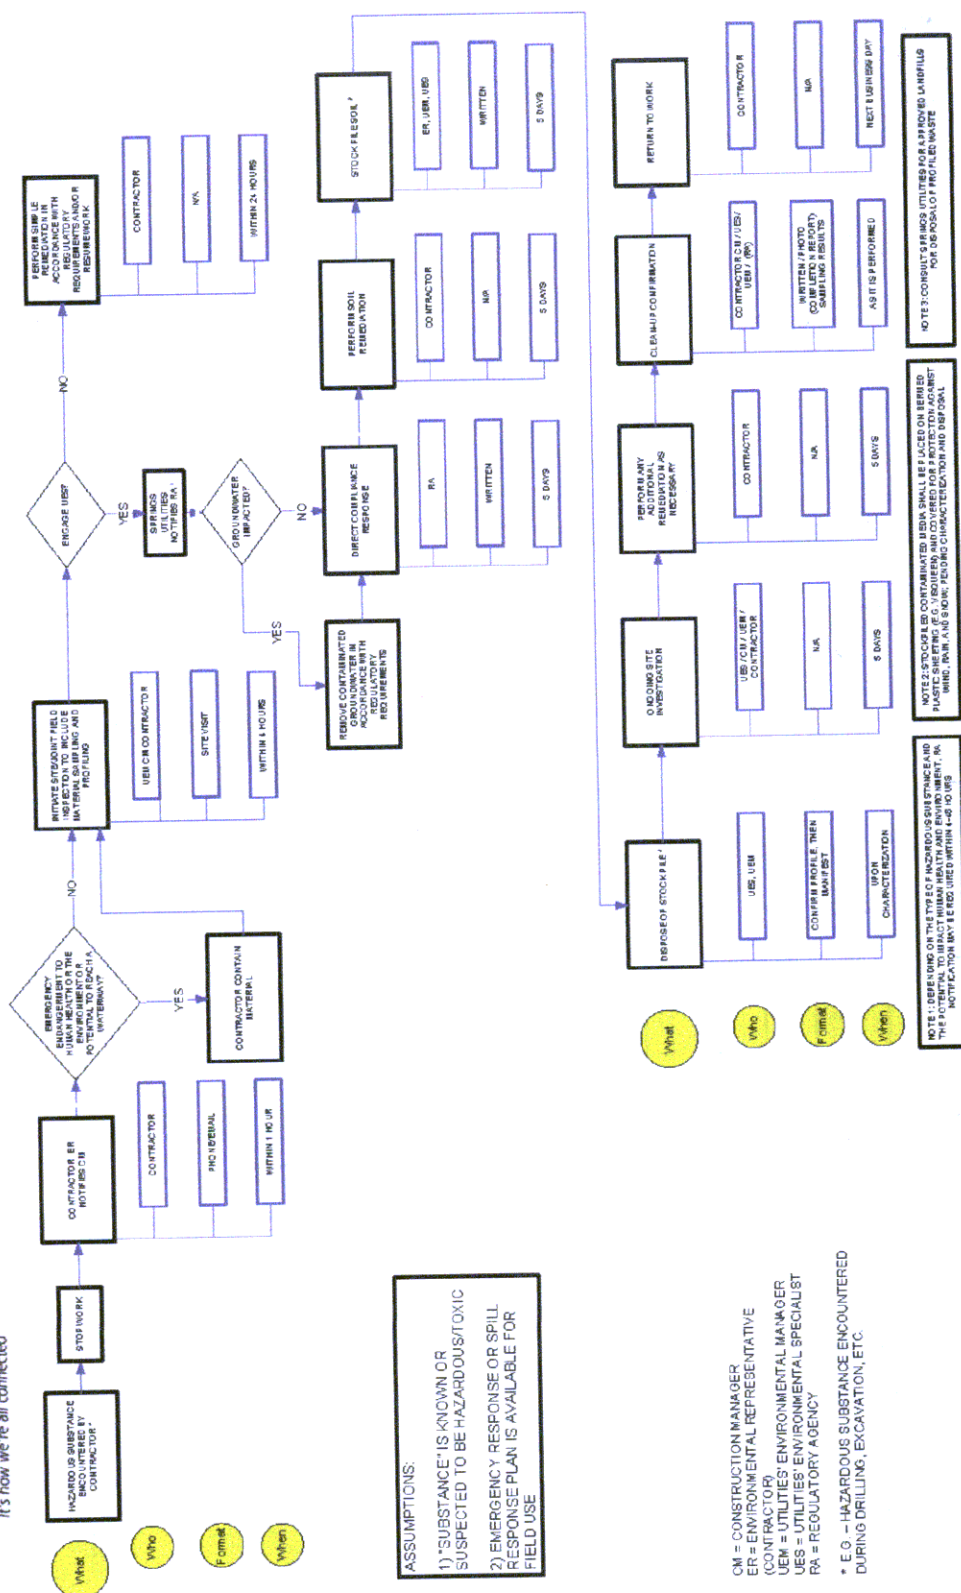 It's how we're all connected
What
Who
Format
When
HAZARDOUS SUBSTANCE
ENCOUNTERED BY
CONTRACTOR*
STOP WORK
CONTRACTOR ER
NOTIFIES CM
CONTRACTOR
PHONE/EMAIL
WITHIN 1 HOUR
EMERGENCY
ENDANGERMENT TO
HUMAN HEALTH OR THE
ENVIRONMENT OR
POTENTIAL TO REACH A
WATERWAY?
YES
CONTRACTOR CONTAIN
MATERIAL
NO
INITIATE SITE/JOINT FIELD
INSPECTION TO INCLUDE
MATERIAL SAMPLING AND
PROFILING
UEM CM CONTRACTOR
SITE VISIT
WITHIN 4 HOURS
ENGAGE UES?
NO
PERFORM SIMPLE
REMEDIATION IN
ACCORDANCE WITH
REGULATORY
REQUIREMENTS AND/OR
RESUME WORK
CONTRACTOR
N/A
WITHIN 24 HOURS
YES
SPRINGS
UTILITIES
NOTIFIES RA¹
GROUNDWATER
IMPACTED?
YES
REMOVE CONTAMINATED
GROUNDWATER IN
ACCORDANCE WITH
REGULATORY
REQUIREMENTS
NO
DIRECT COMPLIANCE
RESPONSE
RA
WRITTEN
5 DAYS
PERFORM SOIL
REMEDIATION
CONTRACTOR
N/A
5 DAYS
STOCKPILE SOIL²
ER, UEM, UES
WRITTEN
5 DAYS
ASSUMPTIONS:
1) "SUBSTANCE" IS KNOWN OR
SUSPECTED TO BE HAZARDOUS/TOXIC
2) EMERGENCY RESPONSE OR SPILL
RESPONSE PLAN IS AVAILABLE FOR
FIELD USE
What
Who
Format
When
DISPOSE OF STOCKPILE³
UES, UEM
CONFIRM PROFILE, THEN
MANIFEST
UPON
CHARACTERIZATION
ONGOING SITE
INVESTIGATION
UES / CM / UEM /
CONTRACTOR
N/A
5 DAYS
PERFORM ANY
ADDITIONAL
REMEDIATION AS
NECESSARY
CONTRACTOR
N/A
5 DAYS
CLEAN-UP CONFIRMATION
CONTRACTOR CM / UES /
UEM / (RA)
WRITTEN / PHOTO
(COMPLETION REPORT)
SAMPLING RESULTS
AS IT IS PERFORMED
RETURN TO WORK
CONTRACTOR
N/A
NEXT BUSINESS DAY
CM = CONSTRUCTION MANAGER
ER = ENVIRONMENTAL REPRESENTATIVE
(CONTRACTOR)
UEM = UTILITIES' ENVIRONMENTAL MANAGER
UES = UTILITIES' ENVIRONMENTAL SPECIALIST
RA = REGULATORY AGENCY
* E.G. – HAZARDOUS SUBSTANCE ENCOUNTERED
DURING DRILLING, EXCAVATION, ETC.
NOTE 1: DEPENDING ON THE TYPE OF HAZARDOUS SUBSTANCE AND
THE POTENTIAL TO IMPACT HUMAN HEALTH AND ENVIRONMENT, RA
NOTIFICATION MAY BE REQUIRED WITHIN 4-48 HOURS
NOTE 2: STOCKPILED CONTAMINATED MEDIA SHALL BE PLACED ON BERMED
PLASTIC SHEETING (E.G. VISQUEEN) AND COVERED FOR PROTECTION AGAINST
WIND, RAIN, AND SNOW; PENDING CHARACTERIZATION AND DISPOSAL
NOTE 3: CONSULT SPRINGS UTILITIES FOR APPROVED LANDFILLS
FOR DISPOSAL OF PROFILED WASTE